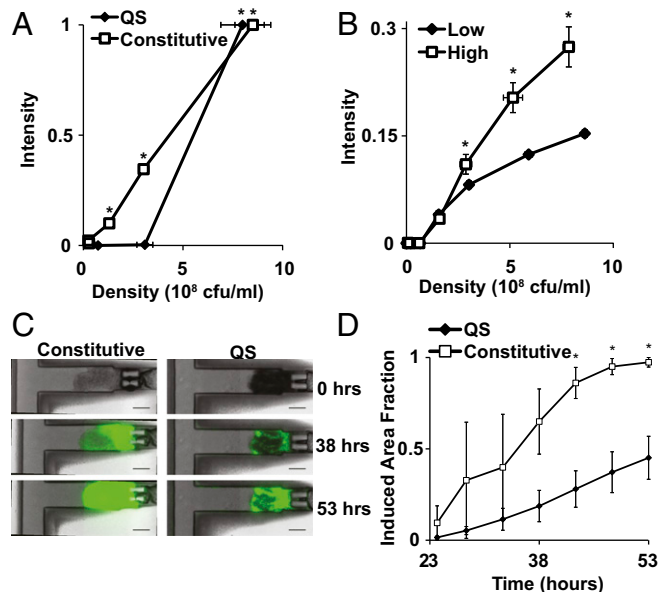 A
QS
Constitutive
1
0.5
0
* *
*
*
0
5
10
Intensity
Density (10⁸ cfu/ml)
B
Low
High
0.3
0.15
0
*
*
*
0
5
10
Intensity
Density (10⁸ cfu/ml)
C
Constitutive
QS
0 hrs
38 hrs
53 hrs
D
QS
Constitutive
1
0.5
0
* * *
23
38
53
Induced Area Fraction
Time (hours)